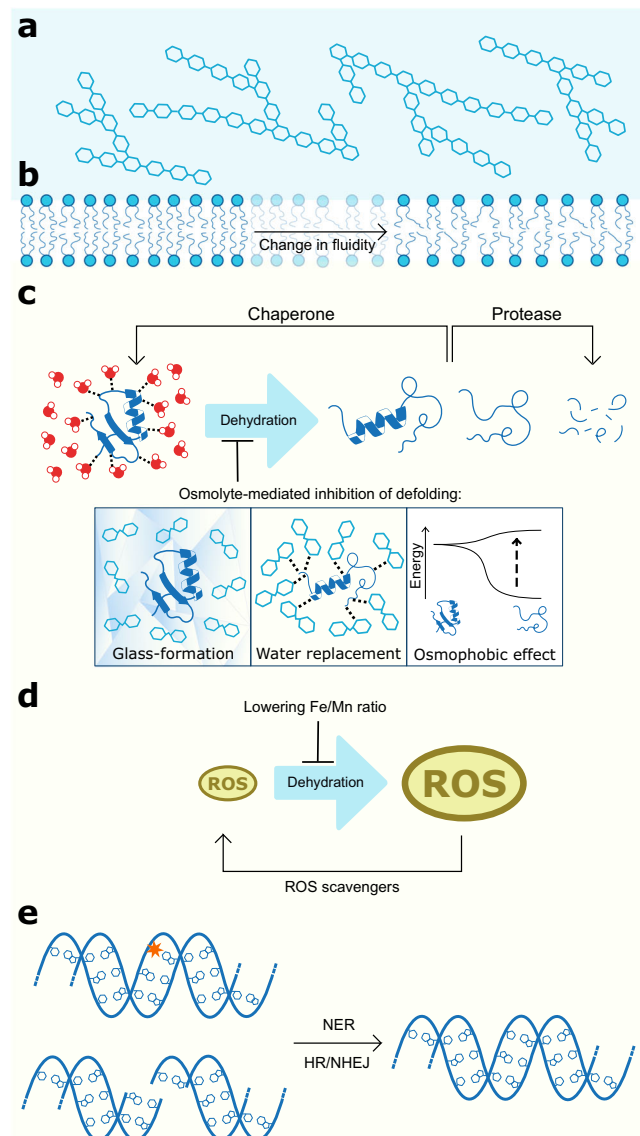 a
b
Change in fluidity
c
Chaperone
Protease
Dehydration
Osmolyte-mediated inhibition of defolding:
Energy
Glass-formation
Water replacement
Osmophobic effect
d
Lowering Fe/Mn ratio
ROS
Dehydration
ROS
ROS scavengers
e
NER
HR/NHEJ